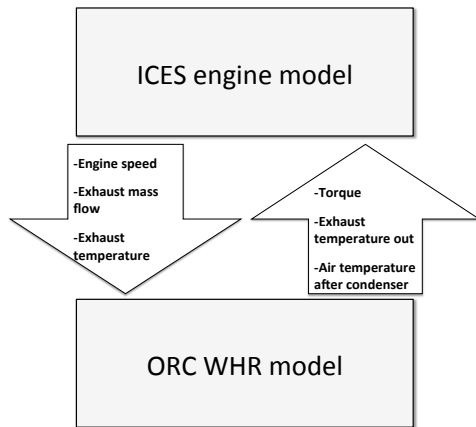 ICES engine model
-Engine speed
-Exhaust mass
flow
-Exhaust
temperature
-Torque
-Exhaust
temperature out
-Air temperature
after condenser
ORC WHR model